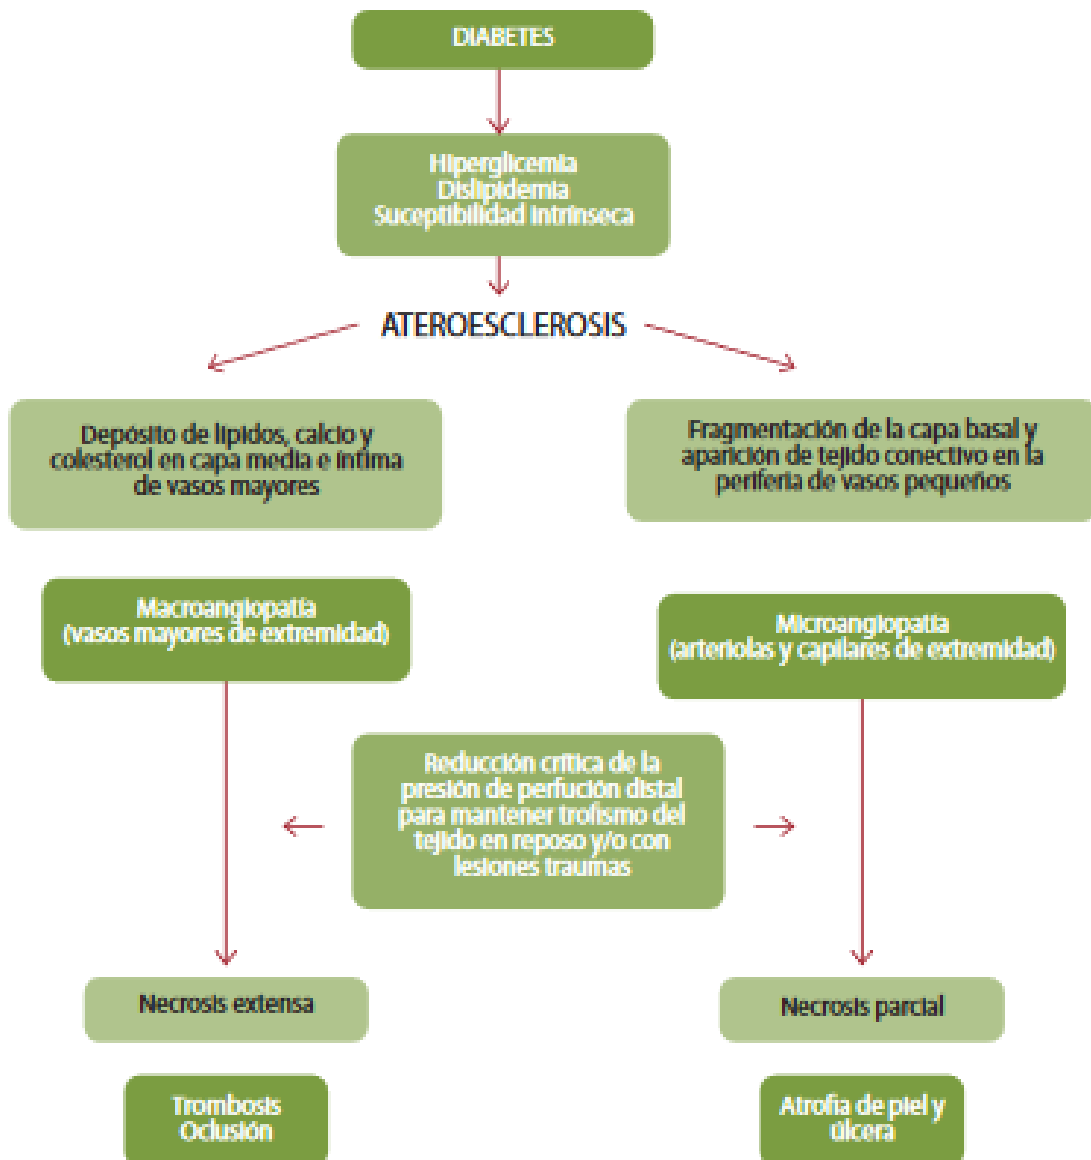 DIABETES
Hiperglicemia
Dislipidemia
Suceptibilidad intrínseca
ATEROESCLEROSIS
Depósito de lípidos, calcio y
colesterol en capa media e íntima
de vasos mayores
Fragmentación de la capa basal y
aparición de tejido conectivo en la
periferia de vasos pequeños
Macroangiopatía
(vasos mayores de extremidad)
Microangiopatía
(arteriolas y capilares de extremidad)
Reducción crítica de la
presión de perfución distal
para mantener trofismo del
tejido en reposo y/o con
lesiones traumas
Necrosis extensa
Necrosis parcial
Trombosis
Oclusión
Atrofia de piel y
úlcera